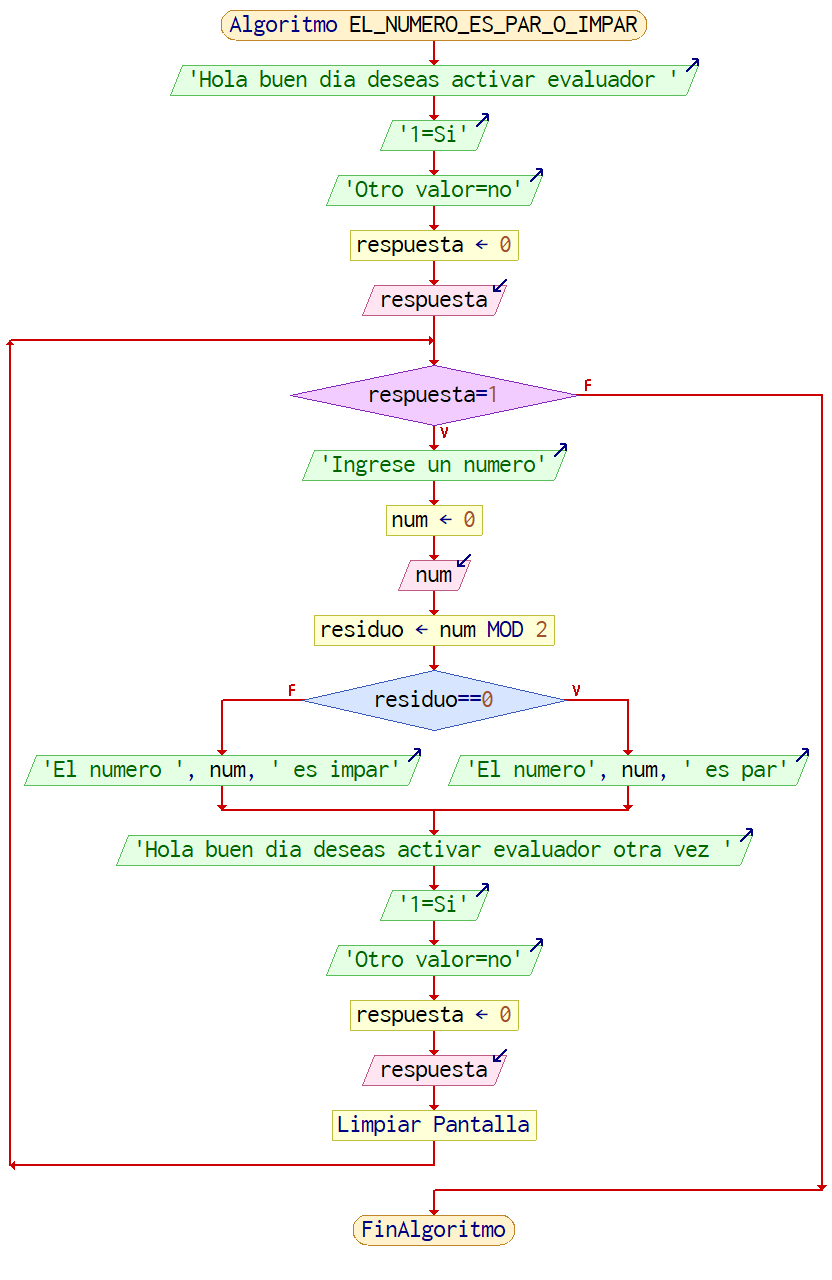 Algoritmo EL_NUMERO_ES_PAR_O_IMPAR
'Hola buen dia deseas activar evaluador '
'1=Si'
'Otro valor=no'
respuesta ← 0
respuesta
respuesta=1
F
V
'Ingrese un numero'
num ← 0
num
residuo ← num MOD 2
F
residuo==0
V
'El numero ', num, ' es impar'
'El numero', num, ' es par'
'Hola buen dia deseas activar evaluador otra vez '
'1=Si'
'Otro valor=no'
respuesta ← 0
respuesta
Limpiar Pantalla
FinAlgoritmo